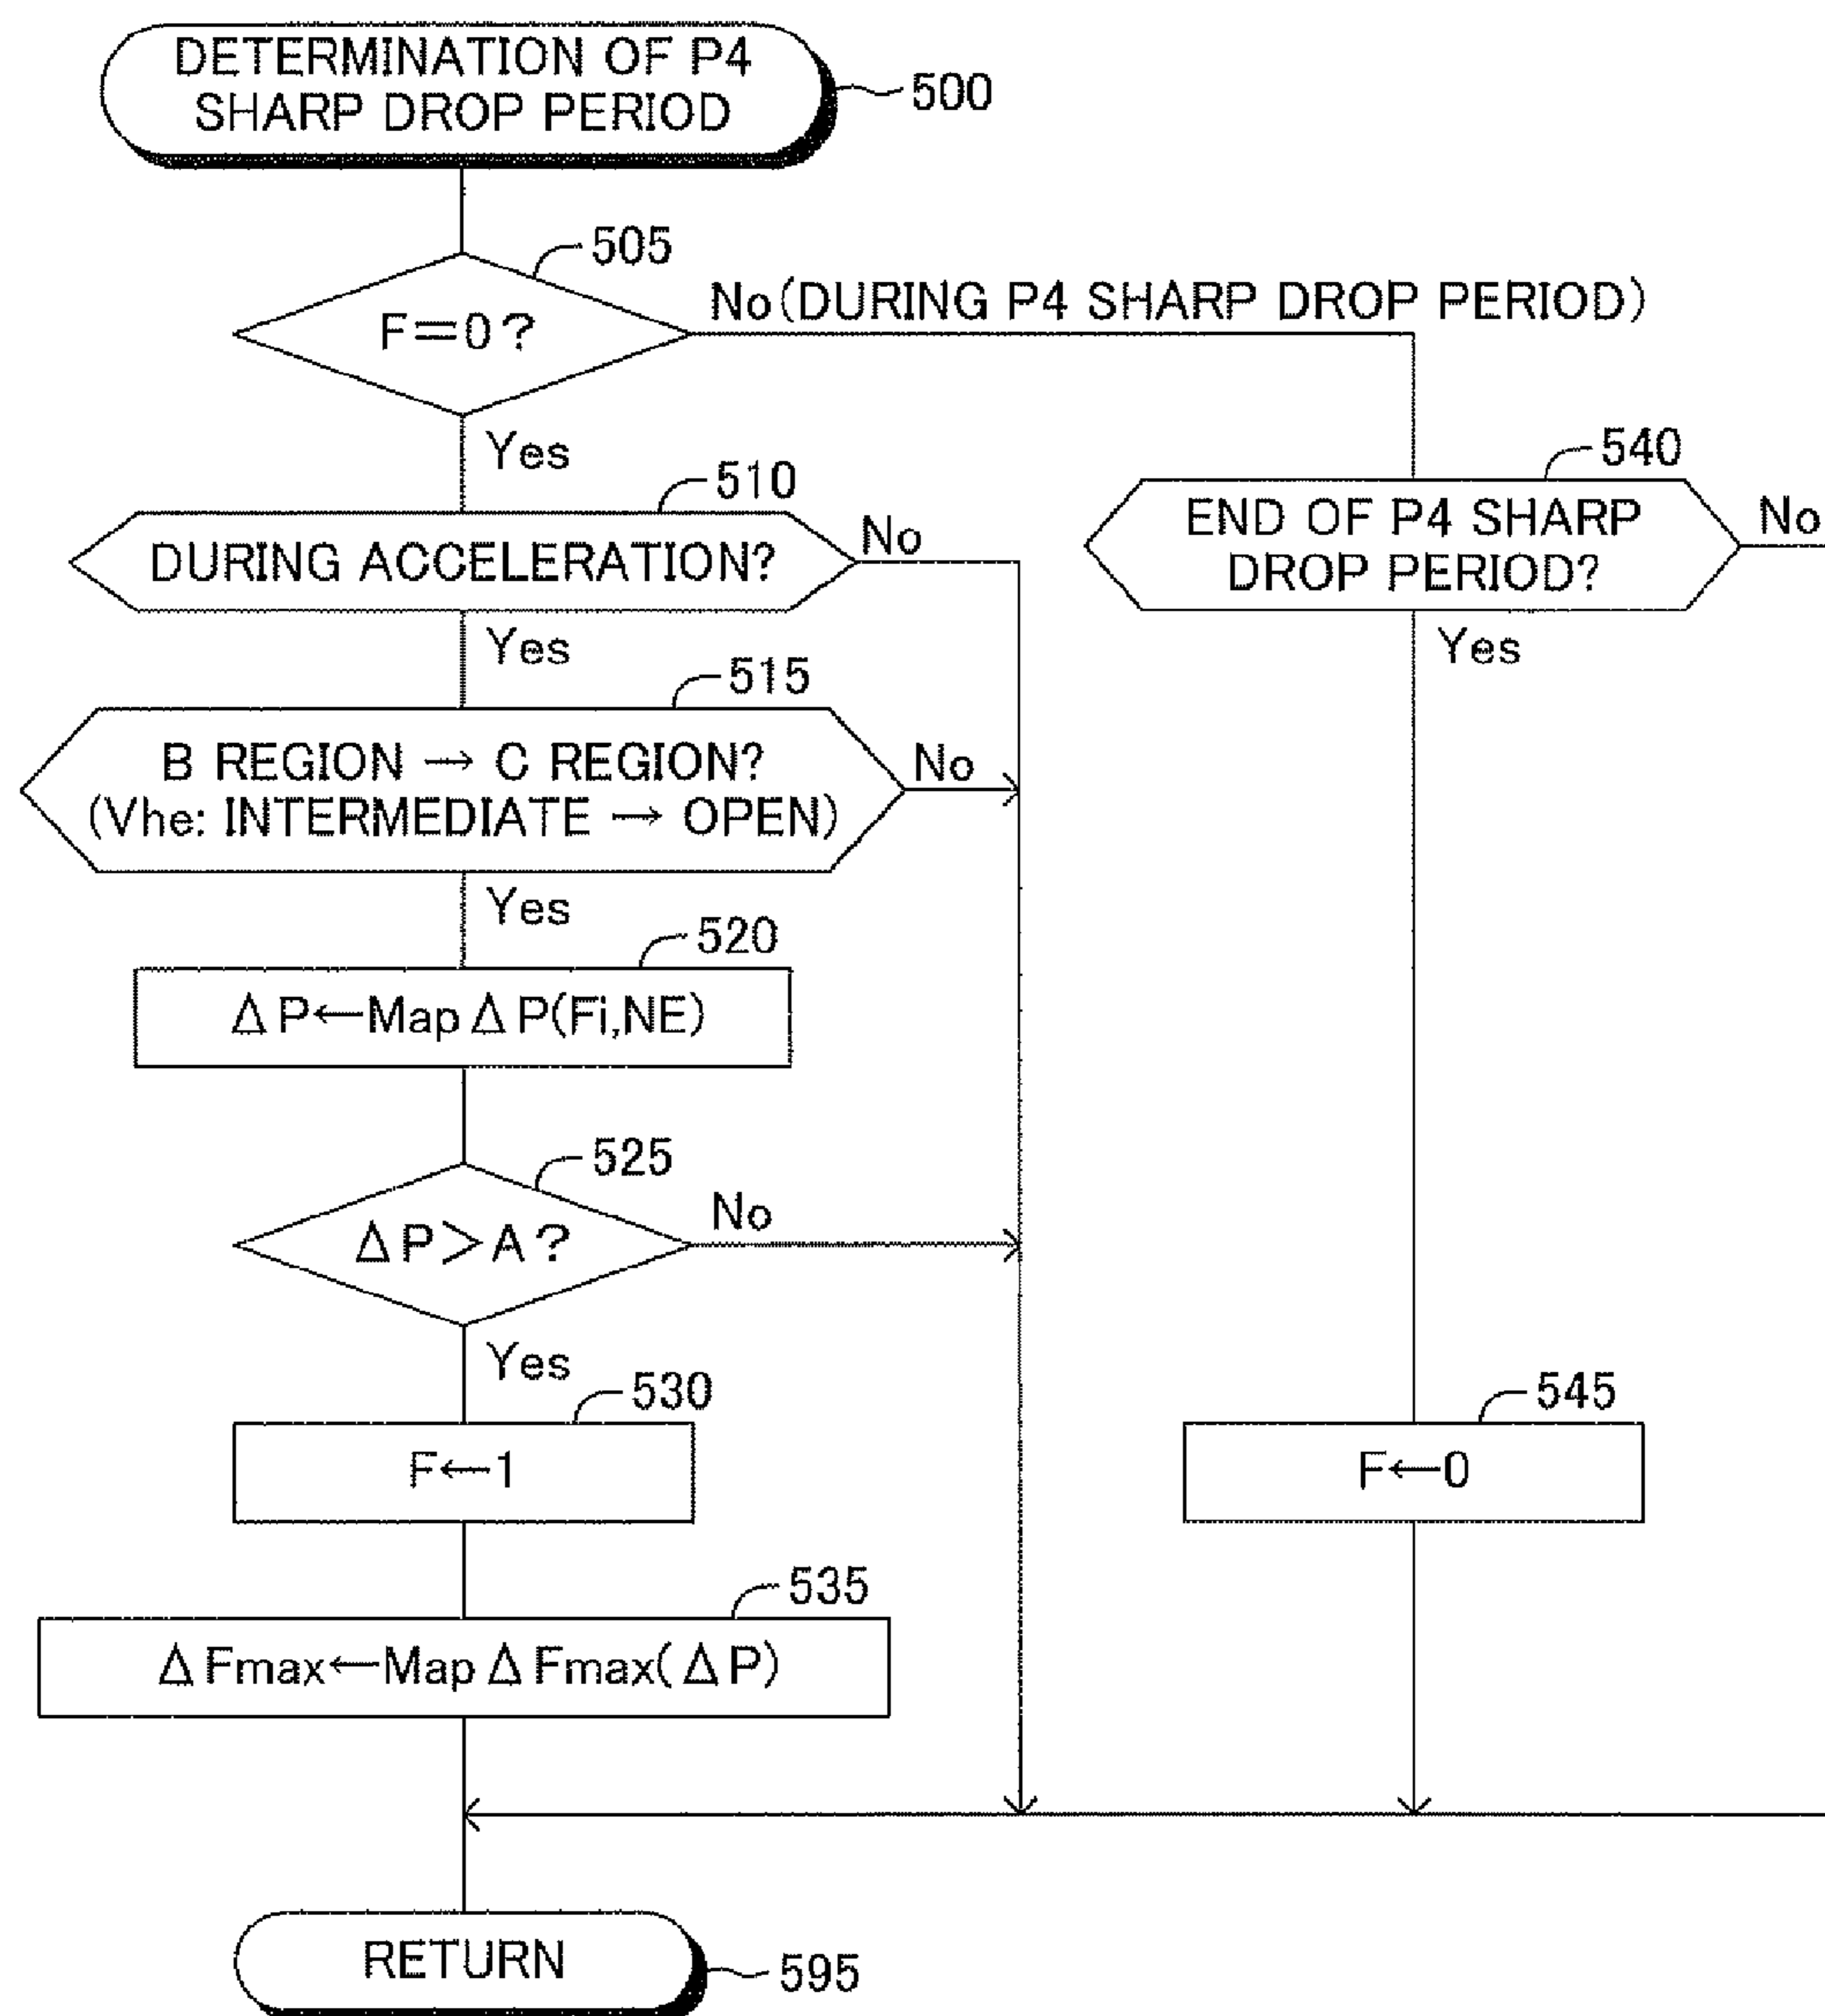 DETERMINATION OF P4
SHARP DROP PERIOD
500
505
F=0?
No(DURING P4 SHARP DROP PERIOD)
Yes
510
DURING ACCELERATION?
No
540
END OF P4 SHARP
DROP PERIOD?
No
Yes
Yes
515
B REGION → C REGION?
(Vhe: INTERMEDIATE → OPEN)
No
Yes
520
ΔP←MapΔP(Fi,NE)
525
ΔP>A?
No
Yes
530
F←1
545
F←0
535
ΔFmax←MapΔFmax(ΔP)
RETURN
595